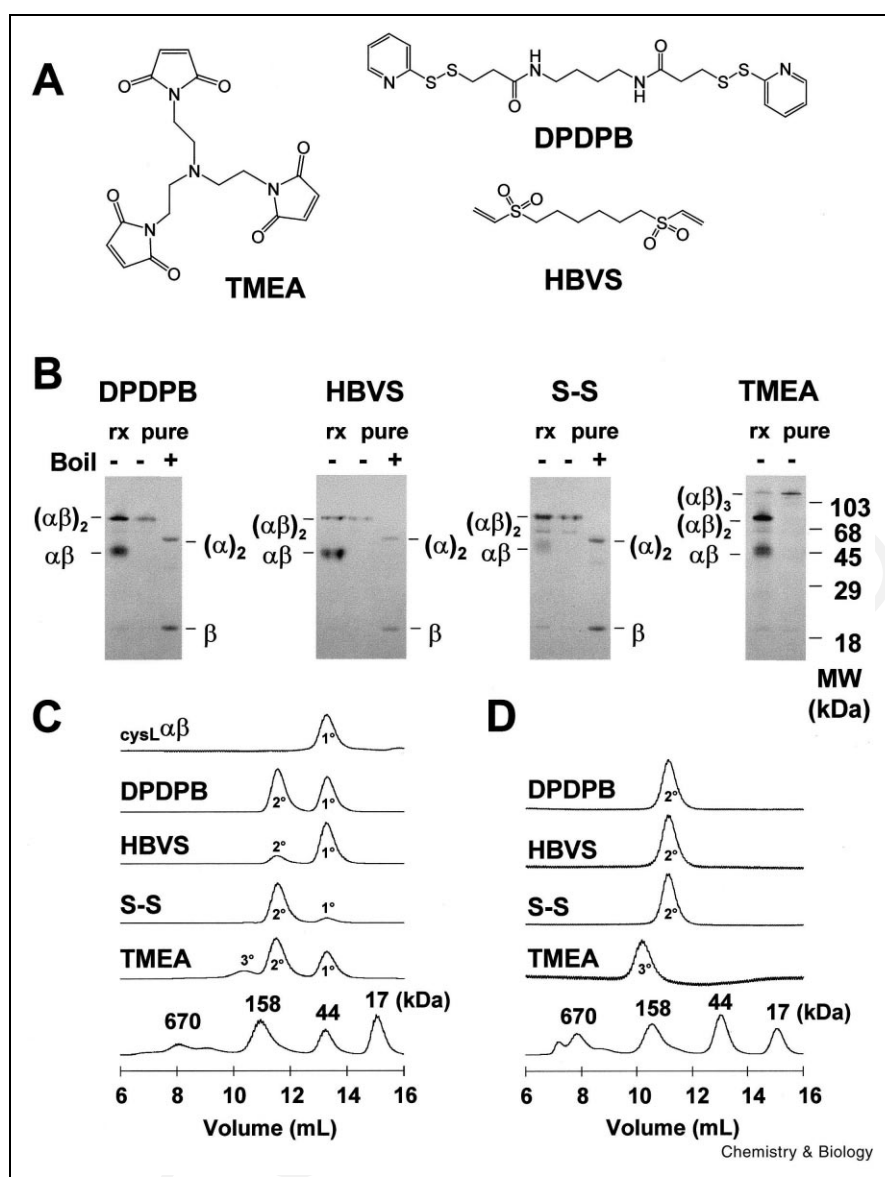 A
O
O
N
N
O
O
N
N
O
O
TMEA
N
S
S
O
H
N
N
H
O
S
S
N
DPDPB
O
O
S
S
O
O
HBVS
B
DPDPB HBVS S-S TMEA
rx pure rx pure rx pure rx pure
Boil - - + - - + - - + - -
(αβ)₂
αβ
(α)₂
β
(αβ)₂
αβ
(α)₂
β
(αβ)₂
αβ
(α)₂
β
(αβ)₃
(αβ)₂
αβ
103
68
45
29
18
MW
(kDa)
C
cysLαβ
1°
DPDPB
2°
1°
HBVS
2°
1°
S-S
2°
1°
TMEA
3°
2°
1°
670 158 44 17 (kDa)
6 8 10 12 14 16
Volume (mL)
D
DPDPB
2°
HBVS
2°
S-S
2°
TMEA
3°
670 158 44 17 (kDa)
6 8 10 12 14 16
Volume (mL)
Chemistry & Biology